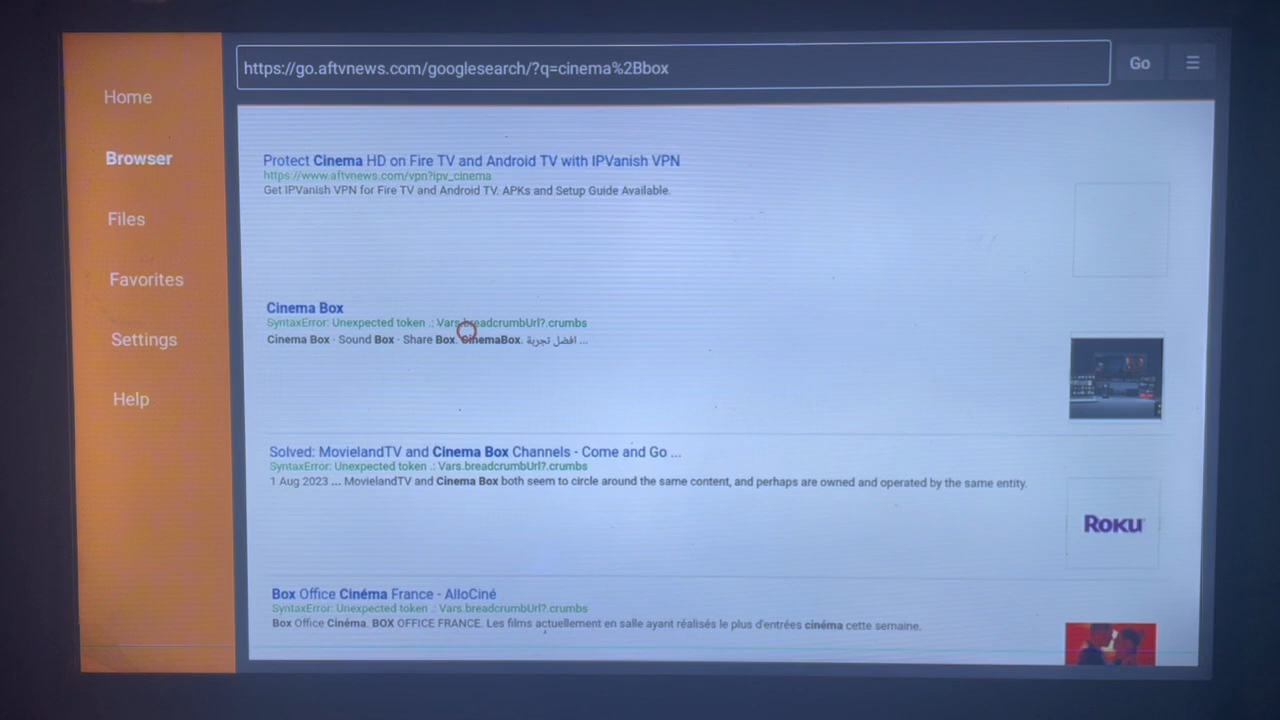 https://go.aftvnews.com/googlesearch/?q=cinema%2Bbox
Go
Home
Browser
Files
Favorites
Settings
Help
Protect Cinema HD on Fire TV and Android TV with IPVanish VPN
https://www.aftvnews.com/vpn?ipv_cinema
Get IPVanish VPN for Fire TV and Android TV. APKs and Setup Guide Available.
Cinema Box
SyntaxError: Unexpected token .: Vars.breadcrumbUrl?.crumbs
Cinema Box · Sound Box · Share Box. CinemaBox. افضل تجربة ...
Solved: MovielandTV and Cinema Box Channels - Come and Go ...
SyntaxError: Unexpected token .: Vars.breadcrumbUrl?.crumbs
1 Aug 2023 ... MovielandTV and Cinema Box both seem to circle around the same content, and perhaps are owned and operated by the same entity.
ROKU
Box Office Cinéma France - AlloCiné
SyntaxError: Unexpected token .: Vars.breadcrumbUrl?.crumbs
Box Office Cinéma. BOX OFFICE FRANCE. Les films actuellement en salle ayant réalisés le plus d'entrées cinéma cette semaine.